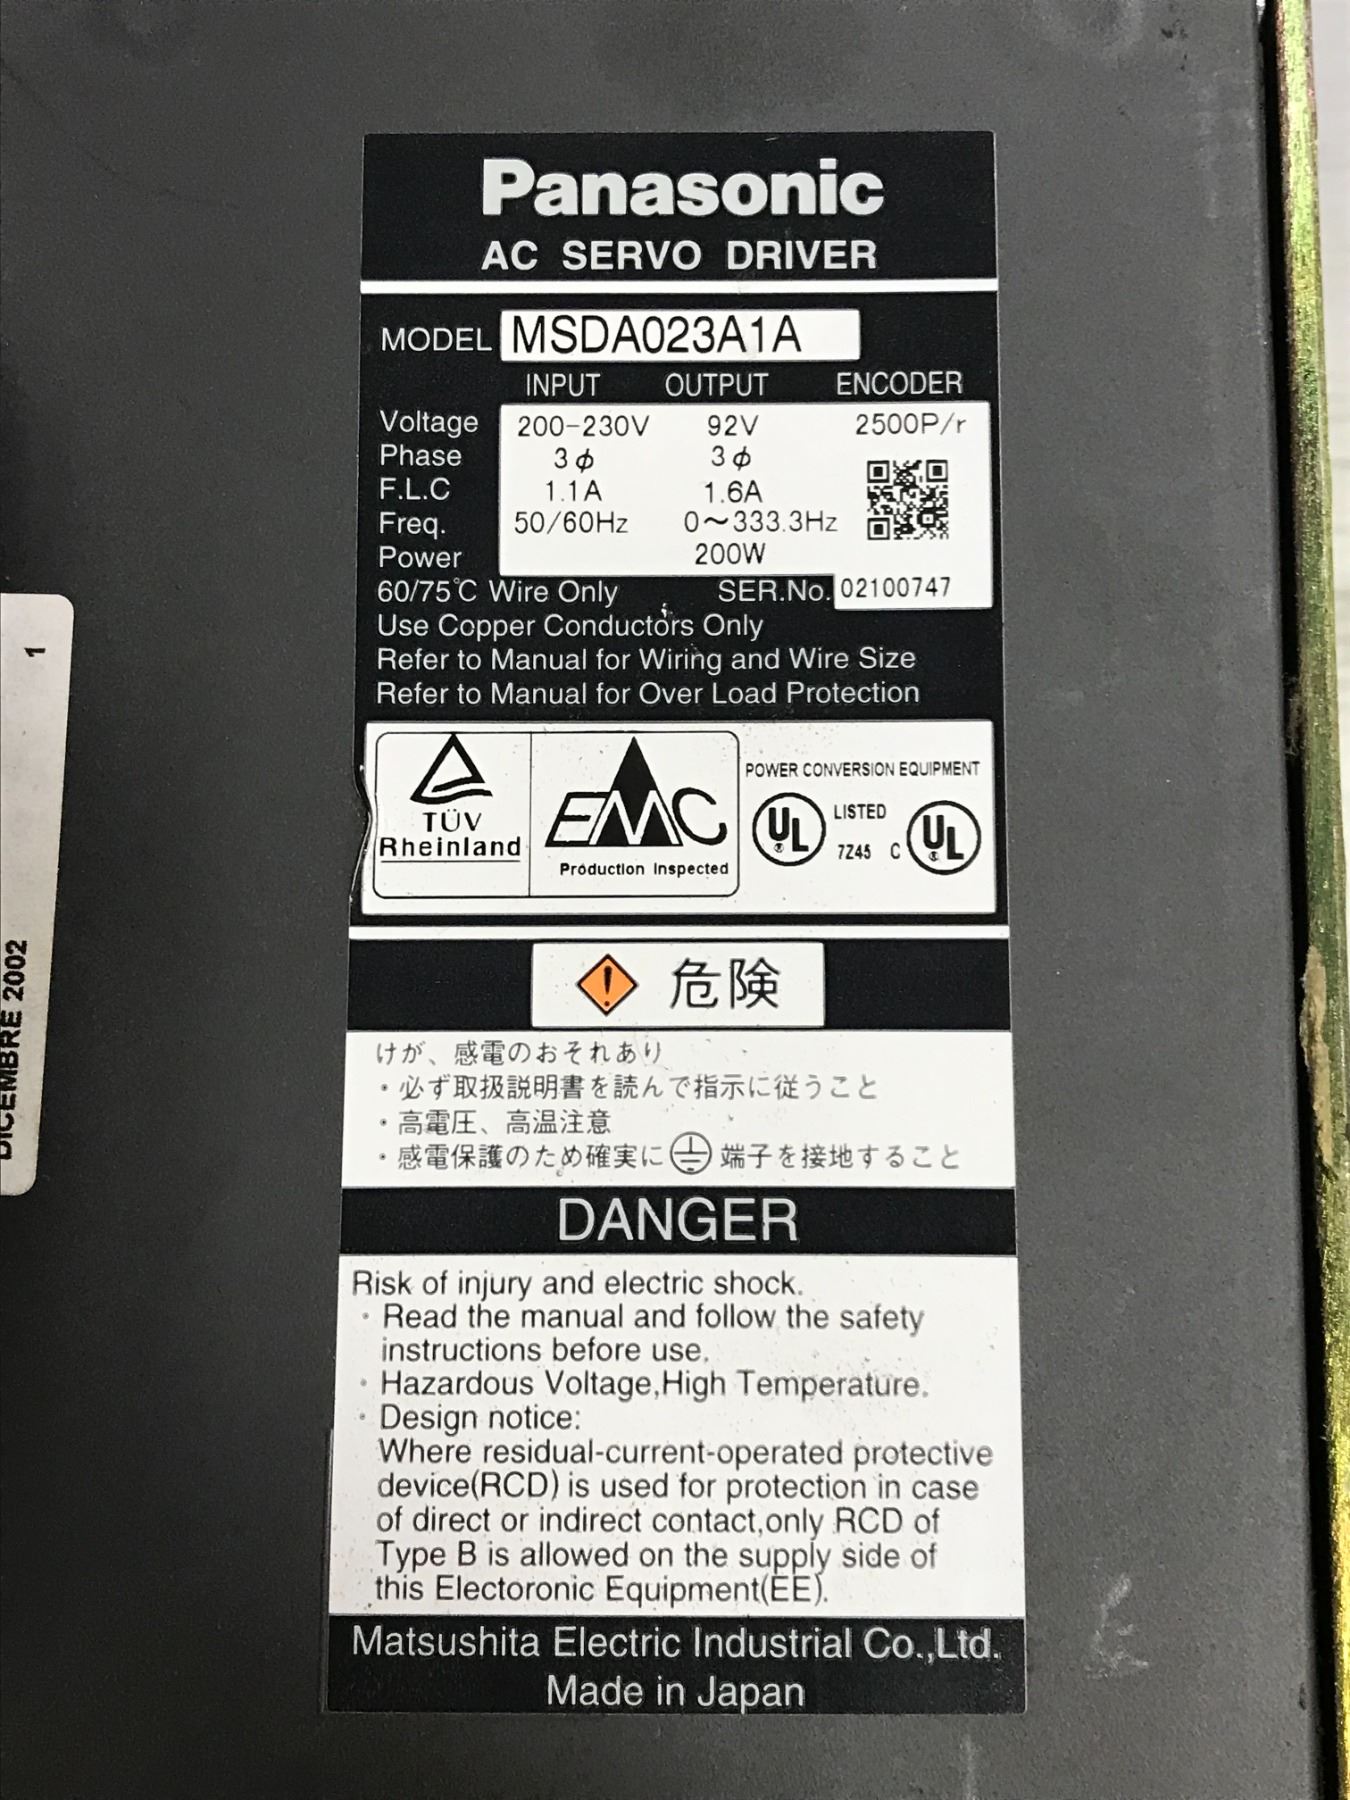 Panasonic
AC SERVO DRIVER
MODEL MSDA023A1A
INPUT OUTPUT ENCODER
Voltage 200-230V 92V 2500P/r
Phase 3ϕ 3ϕ
F.L.C 1.1A 1.6A
Freq. 50/60Hz 0～333.3Hz
Power 200W
60/75℃ Wire Only SER.No. 02100747
Use Copper Conductors Only
Refer to Manual for Wiring and Wire Size
Refer to Manual for Over Load Protection
TÜV
Rheinland
EMC
Production Inspected
POWER CONVERSION EQUIPMENT
UL ® LISTED 7Z45 C UL ®
危険
けが、感電のおそれあり
・必ず取扱説明書を読んで指示に従うこと
・高電圧、高温注意
・感電保護のため確実に 端子を接地すること
DANGER
Risk of injury and electric shock.
・Read the manual and follow the safety
instructions before use.
・Hazardous Voltage,High Temperature.
・Design notice:
Where residual-current-operated protective
device(RCD) is used for protection in case
of direct or indirect contact,only RCD of
Type B is allowed on the supply side of
this Electoronic Equipment(EE).
Matsushita Electric Industrial Co.,Ltd.
Made in Japan
1
DICEMBRE 2002